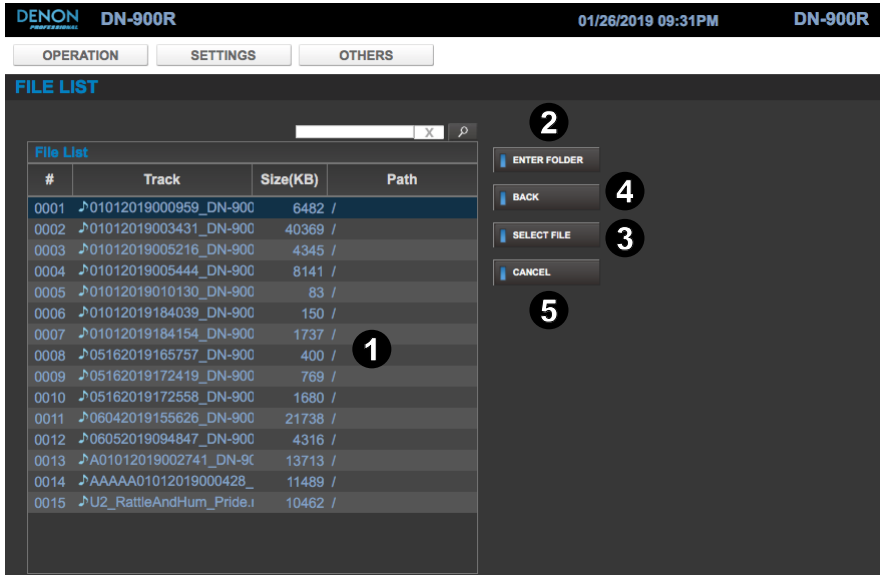 DENON DN-900R 01/26/2019 09:31PM DN-900R
PROFESSIONAL
OPERATION SETTINGS OTHERS
FILE LIST
X
2
File List
ENTER FOLDER
# Track Size(KB) Path
BACK 4
0001 ♪01012019000959_DN-900 6482 /
0002 ♪01012019003431_DN-900 40369 /
SELECT FILE 3
0003 ♪01012019005216_DN-900 4345 /
0004 ♪01012019005444_DN-900 8141 /
CANCEL
0005 ♪01012019010130_DN-900 83 /
0006 ♪01012019184039_DN-900 150 /
5
0007 ♪01012019184154_DN-900 1737 /
0008 ♪05162019165757_DN-900 400 /
1
0009 ♪05162019172419_DN-900 769 /
0010 ♪05162019172558_DN-900 1680 /
0011 ♪06042019155626_DN-900 21738 /
0012 ♪06052019094847_DN-900 4316 /
0013 ♪A01012019002741_DN-90 13713 /
0014 ♪AAAAA01012019000428_ 11489 /
0015 ♪U2_RattleAndHum_Pride.r 10462 /